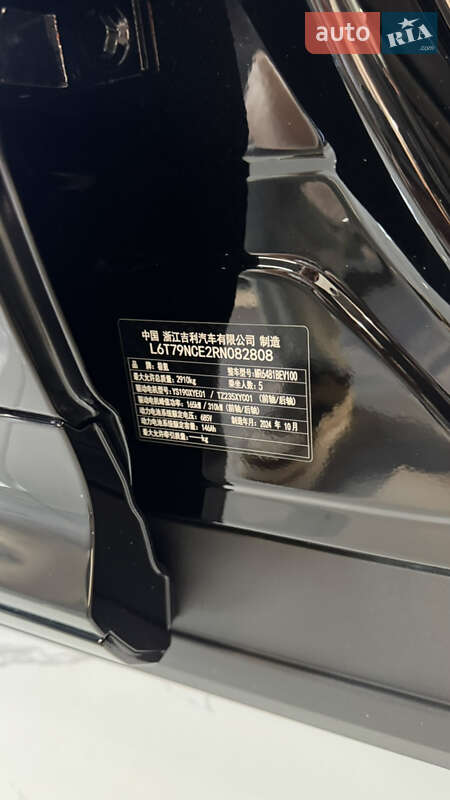 auto RIA.com
中国 浙江吉利汽车有限公司 制造
L6T79NCE2RN082808
品牌：极氪 整车型号：MR6481BEV100
最大允许总质量：2910kg 乘坐人数：5
驱动电机型号：YS190XYE01 / TZ235XYC01 （前轴/后轴）
驱动电机峰值功率：165kW / 310kW （前轴/后轴）
动力电池系统额定电压：685V 制造年月：2024 年 10 月
动力电池系统额定容量：146Ah
最大允许牵引质量：——kg